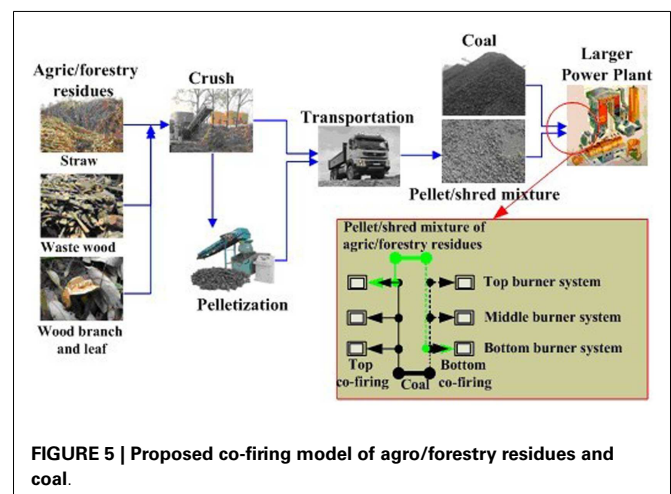 Agric/forestry
residues
Straw
Waste wood
Wood branch
and leaf
Crush
Pelletization
Transportation
Coal
Pellet/shred mixture
Larger
Power Plant
Pellet/shred mixture of
agric/forestry residues
Top burner system
Middle burner system
Bottom burner system
Top
co-firing
Coal
Bottom
co-firing
FIGURE 5 | Proposed co-firing model of agro/forestry residues and
coal.